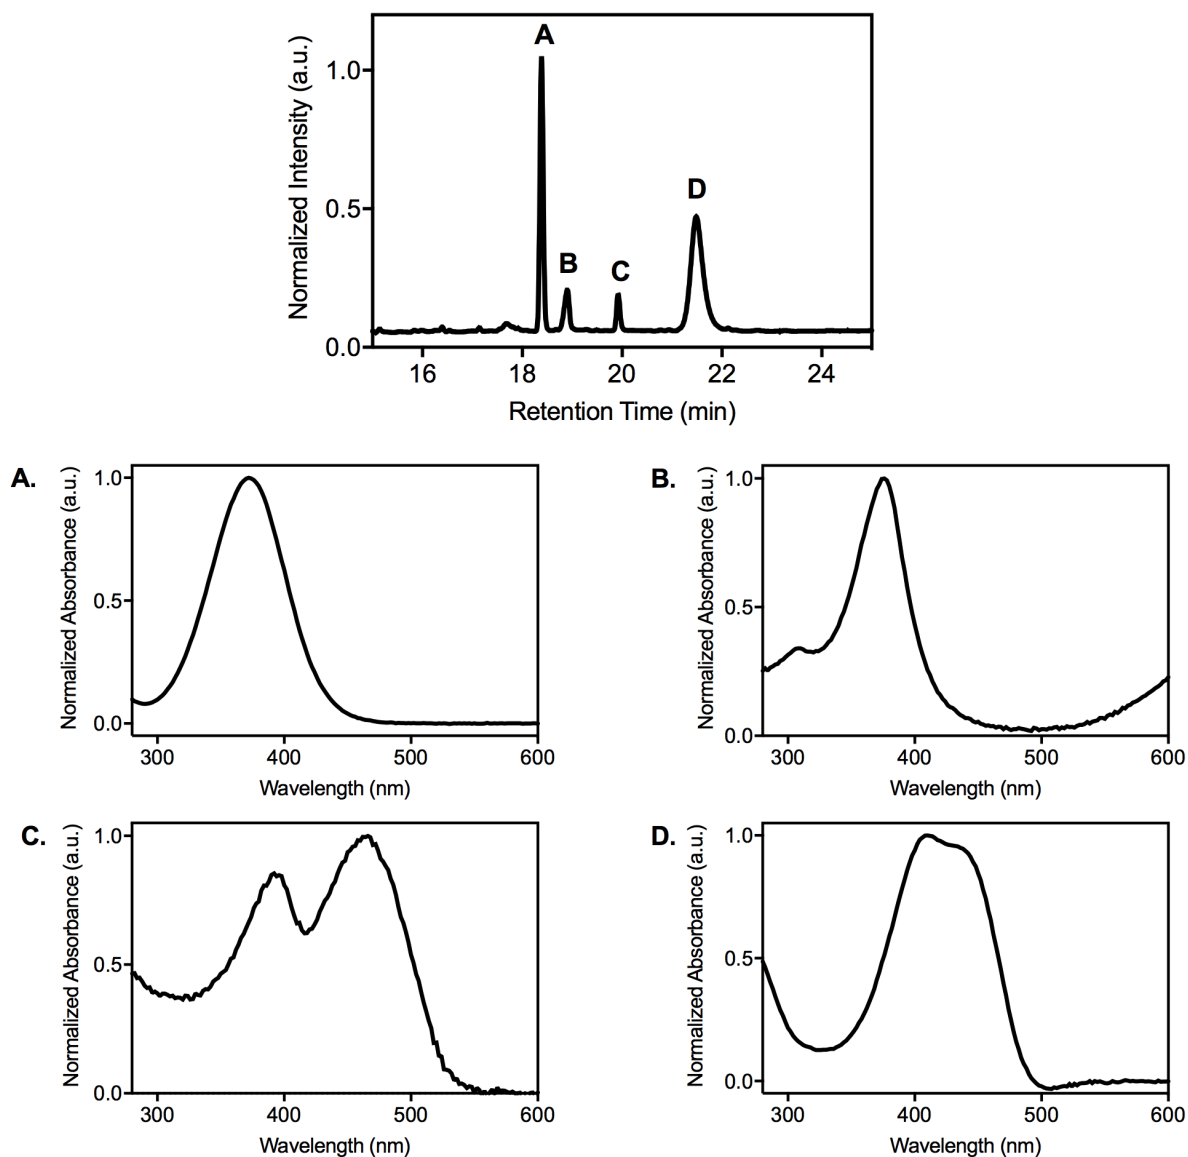 A
B
C
D
Normalized Intensity (a.u.)
1.0
0.5
0.0
16 18 20 22 24
Retention Time (min)
A.
Normalized Absorbance (a.u.)
1.0
0.5
0.0
300 400 500 600
Wavelength (nm)
B.
Normalized Absorbance (a.u.)
1.0
0.5
0.0
300 400 500 600
Wavelength (nm)
C.
Normalized Absorbance (a.u.)
1.0
0.5
0.0
300 400 500 600
Wavelength (nm)
D.
Normalized Absorbance (a.u.)
1.0
0.5
0.0
300 400 500 600
Wavelength (nm)